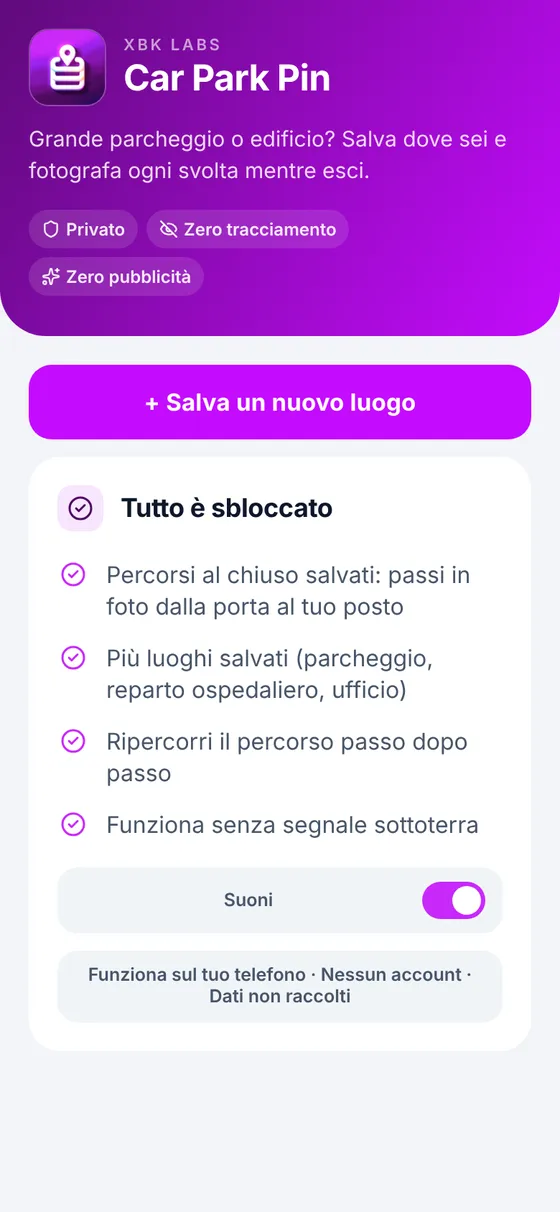 XBK LABS
Car Park Pin
Grande parcheggio o edificio? Salva dove sei e
fotografa ogni svolta mentre esci.
Privato
Zero tracciamento
Zero pubblicità
+ Salva un nuovo luogo
Tutto è sbloccato
Percorsi al chiuso salvati: passi in
foto dalla porta al tuo posto
Più luoghi salvati (parcheggio,
reparto ospedaliero, ufficio)
Ripercorri il percorso passo dopo
passo
Funziona senza segnale sottoterra
Suoni
Funziona sul tuo telefono · Nessun account ·
Dati non raccolti